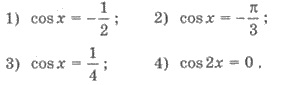 1) cos x = -1/2 ; 2) cos x = -π/3 ;
3) cos x = 1/4 ; 4) cos 2x = 0 .